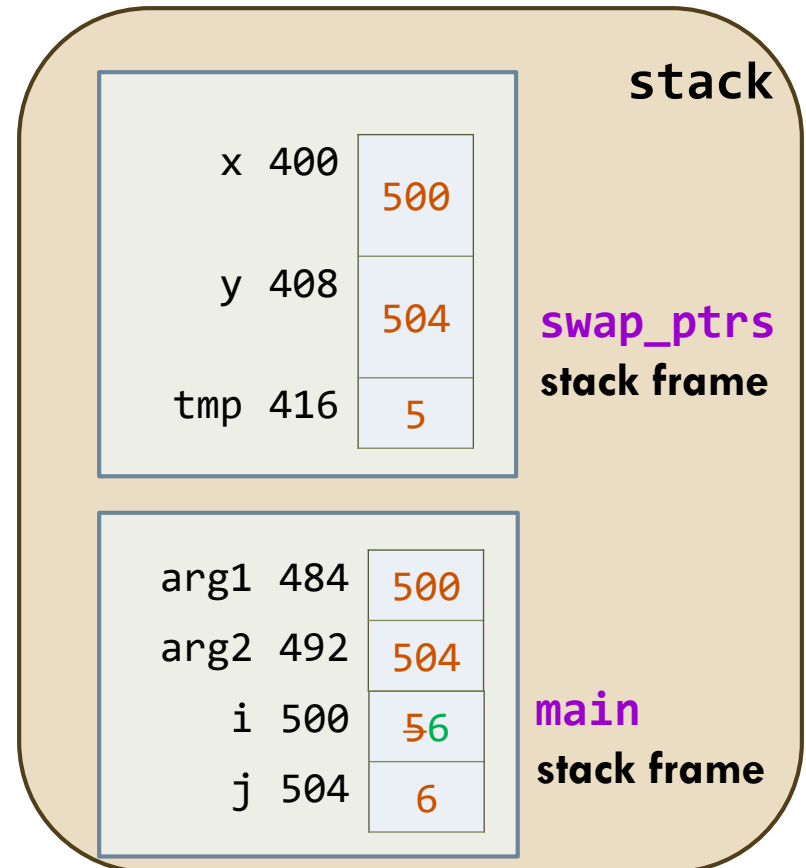 stack
x 400 500
y 408 504
tmp 416 5
swap_ptrs
stack frame
arg1 484 500
arg2 492 504
i 500 56
j 504 6
main
stack frame